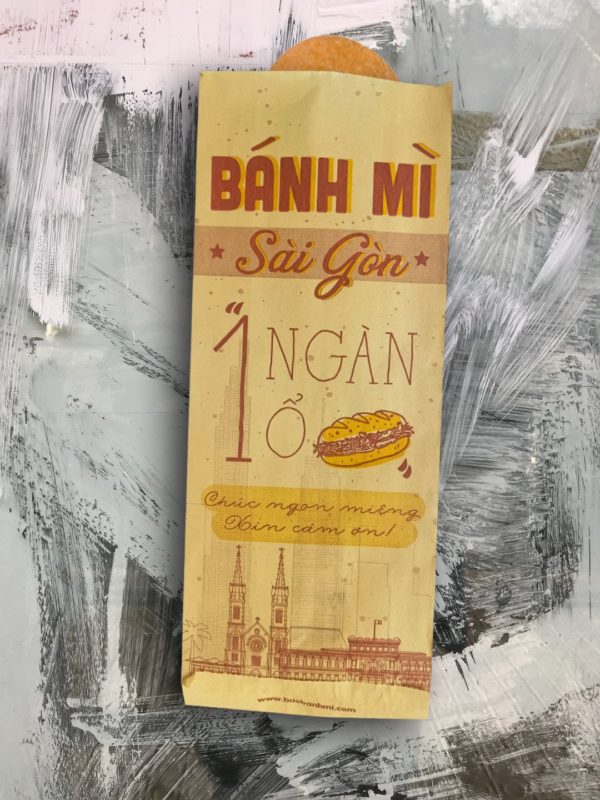 BÁNH MÌ
Sài Gòn
"1 NGÀN
Ổ
Chúc ngon miệng
Xin cám ơn!
www.baobanhmi.com